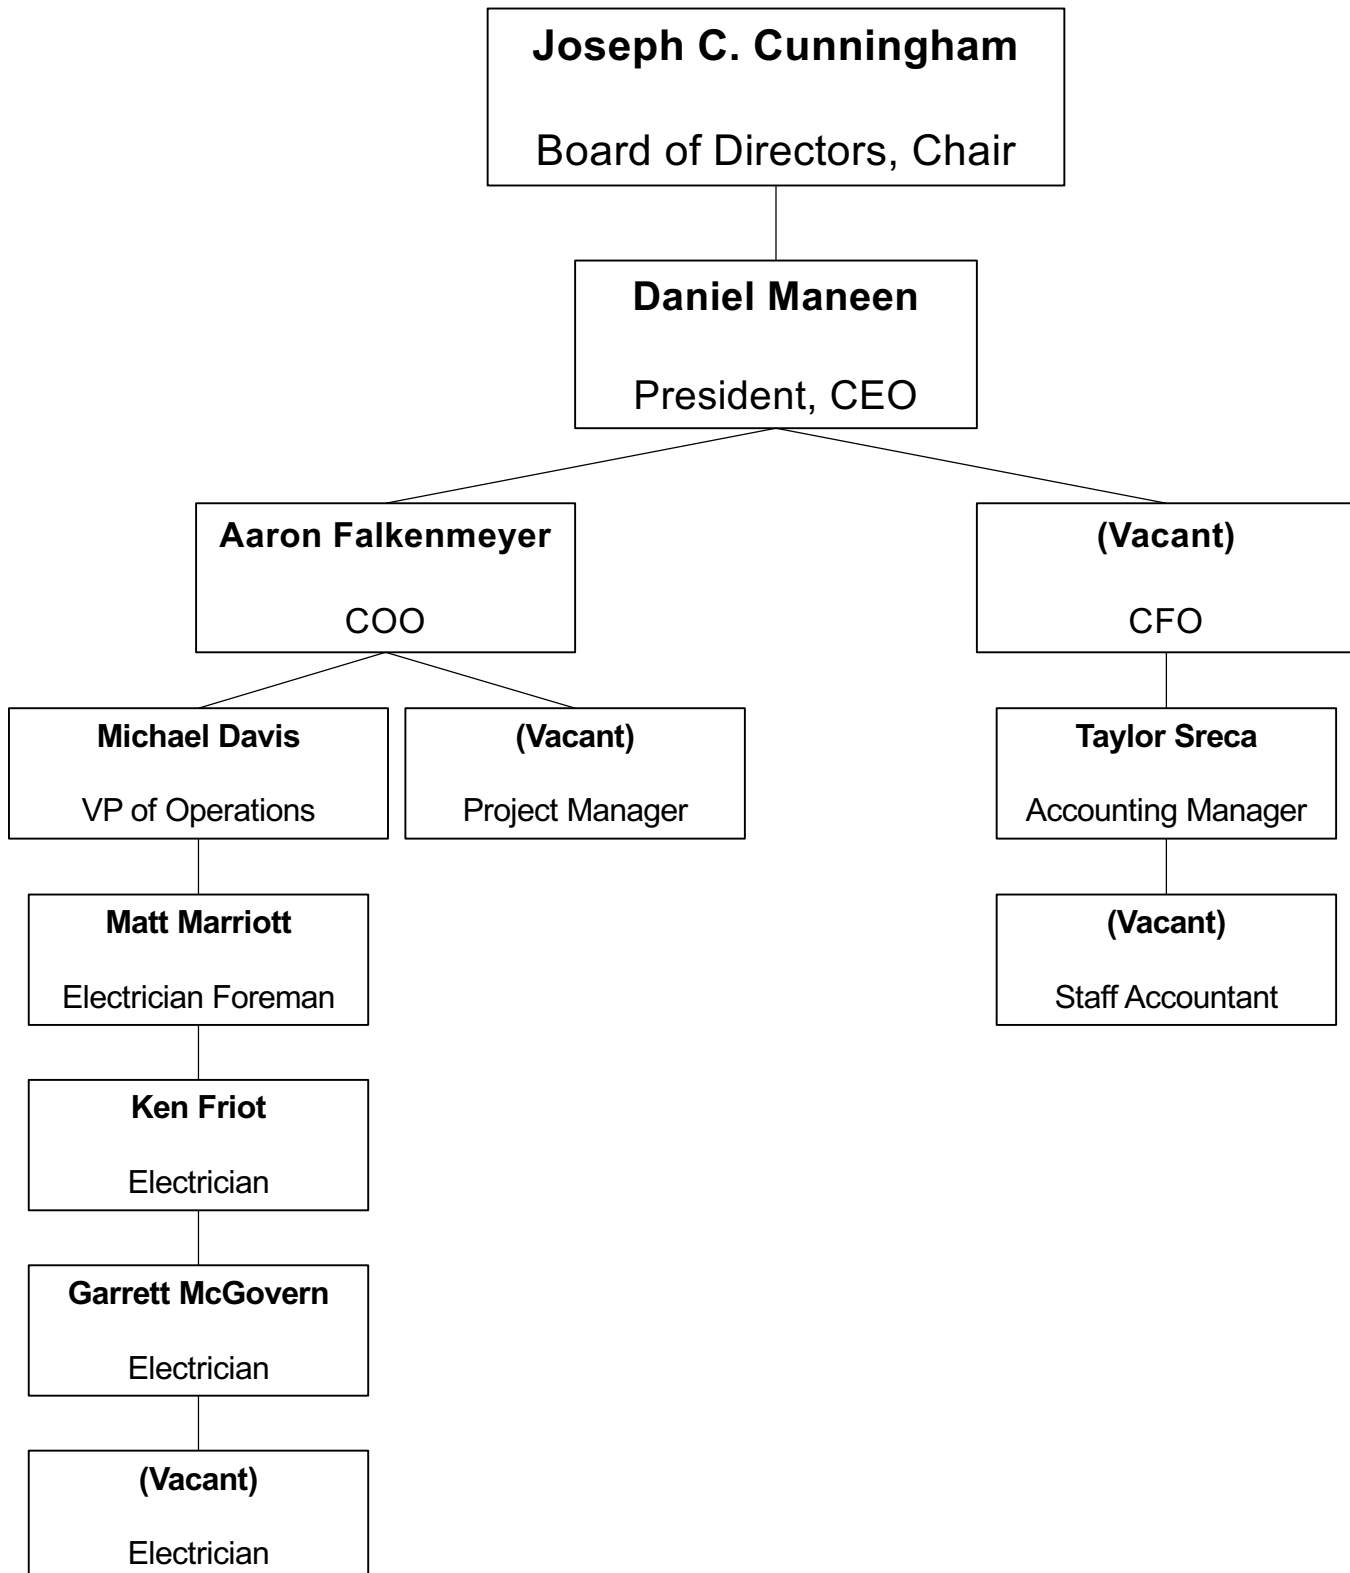 Joseph C. Cunningham
Board of Directors, Chair
Daniel Maneen
President, CEO
Aaron Falkenmeyer
COO
(Vacant)
CFO
Michael Davis
VP of Operations
(Vacant)
Project Manager
Taylor Sreca
Accounting Manager
Matt Marriott
Electrician Foreman
(Vacant)
Staff Accountant
Ken Friot
Electrician
Garrett McGovern
Electrician
(Vacant)
Electrician